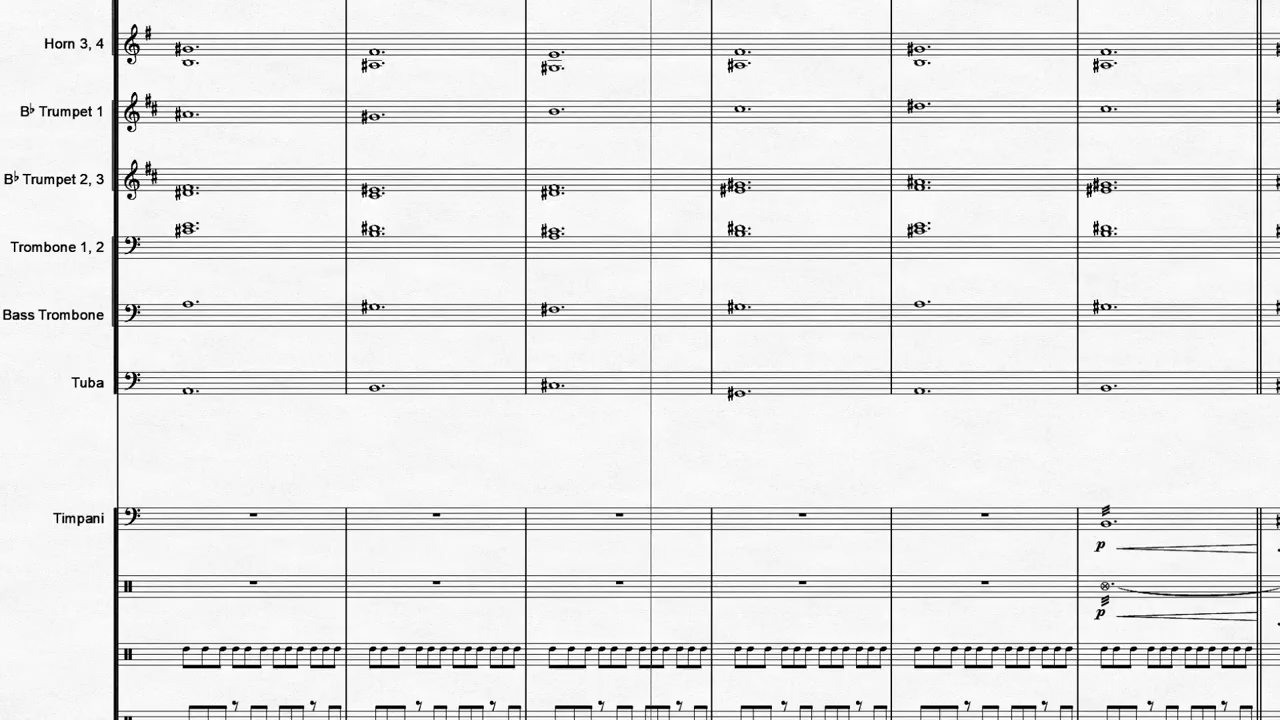 Horn 3, 4
B♭ Trumpet 1
B♭ Trumpet 2, 3
Trombone 1, 2
Bass Trombone
Tuba
Timpani
p
p